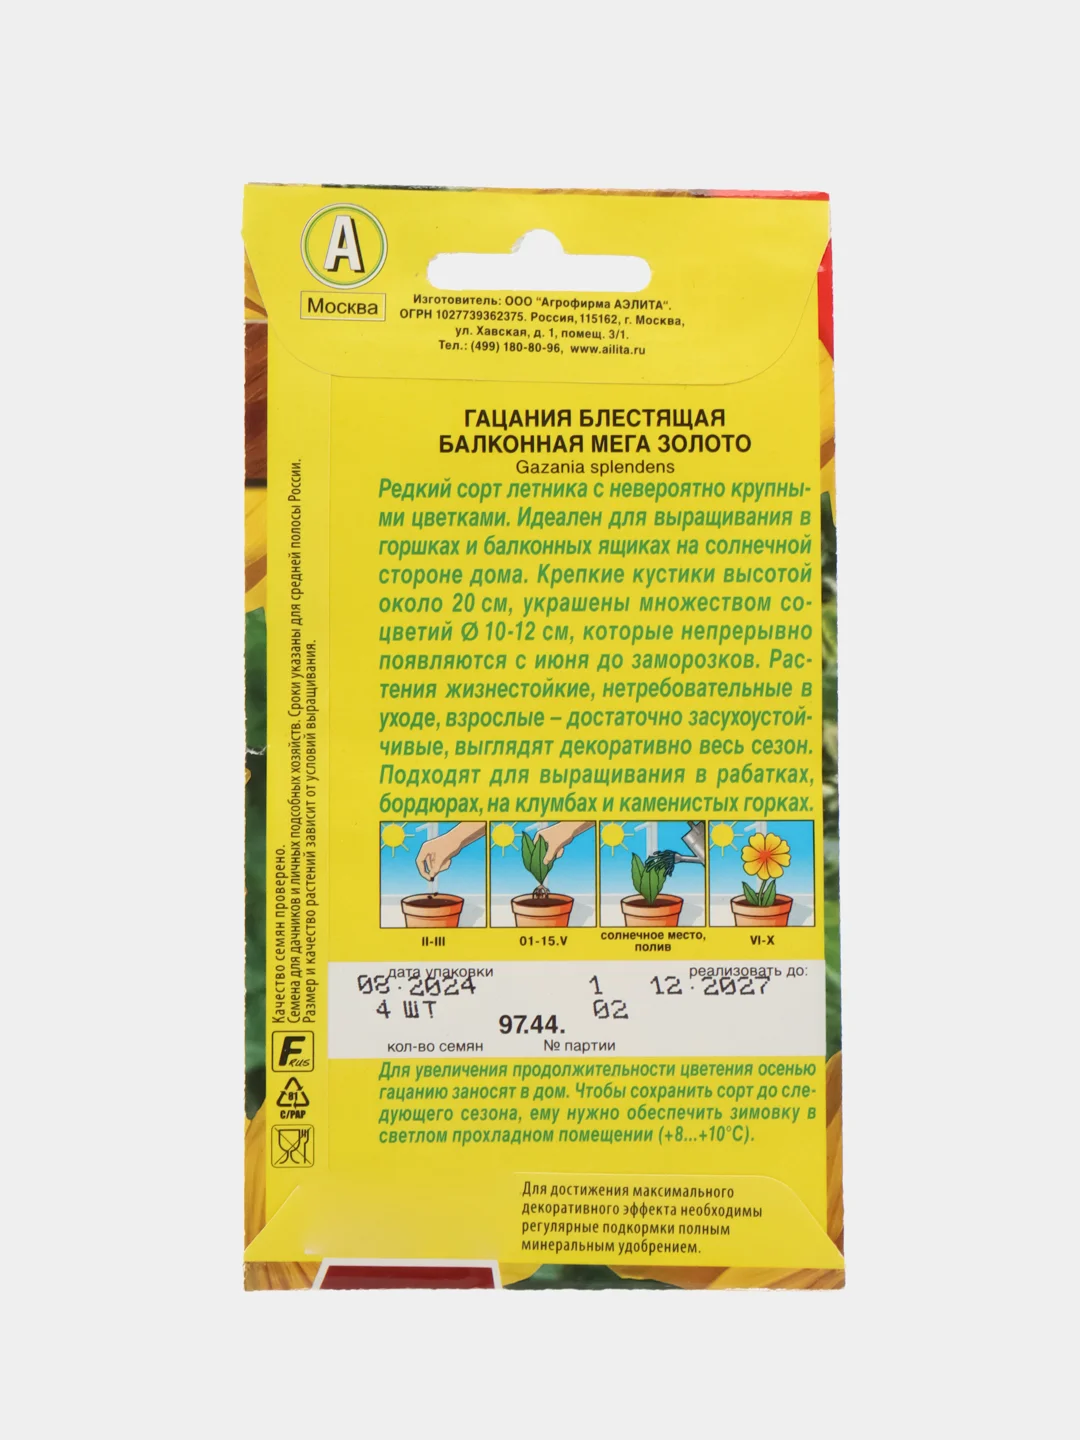 А
Москва
Изготовитель: ООО "Агрофирма АЭЛИТА".
ОГРН 1027739362375. Россия, 115162, г. Москва,
ул. Хавская, д. 1, помещ. 3/1.
Тел.: (499) 180-80-96, www.ailita.ru
ГАЦАНИЯ БЛЕСТЯЩАЯ
БАЛКОННАЯ МЕГА ЗОЛОТО
Gazania splendens
Редкий сорт летника с невероятно крупны-
ми цветками. Идеален для выращивания в
горшках и балконных ящиках на солнечной
стороне дома. Крепкие кустики высотой
около 20 см, украшены множеством со-
цветий Ø 10-12 см, которые непрерывно
появляются с июня до заморозков. Рас-
тения жизнестойкие, нетребовательные в
уходе, взрослые – достаточно засухоустой-
чивые, выглядят декоративно весь сезон.
Подходят для выращивания в рабатках,
бордюрах, на клумбах и каменистых горках.
II-III
01-15.V
солнечное место,
полив
VI-X
дата упаковки
реализовать до:
08.2024
1
12.2027
4 ШТ
02
97.44.
кол-во семян
№ партии
Для увеличения продолжительности цветения осенью
гацанию заносят в дом. Чтобы сохранить сорт до сле-
дующего сезона, ему нужно обеспечить зимовку в
светлом прохладном помещении (+8...+10°C).
Для достижения максимального
декоративного эффекта необходимы
регулярные подкормки полным
минеральным удобрением.
Качество семян проверено.
Семена для дачников и личных подсобных хозяйств. Сроки указаны для средней полосы России.
Размер и качество растений зависит от условий выращивания.
F RUS
81
C/PAP